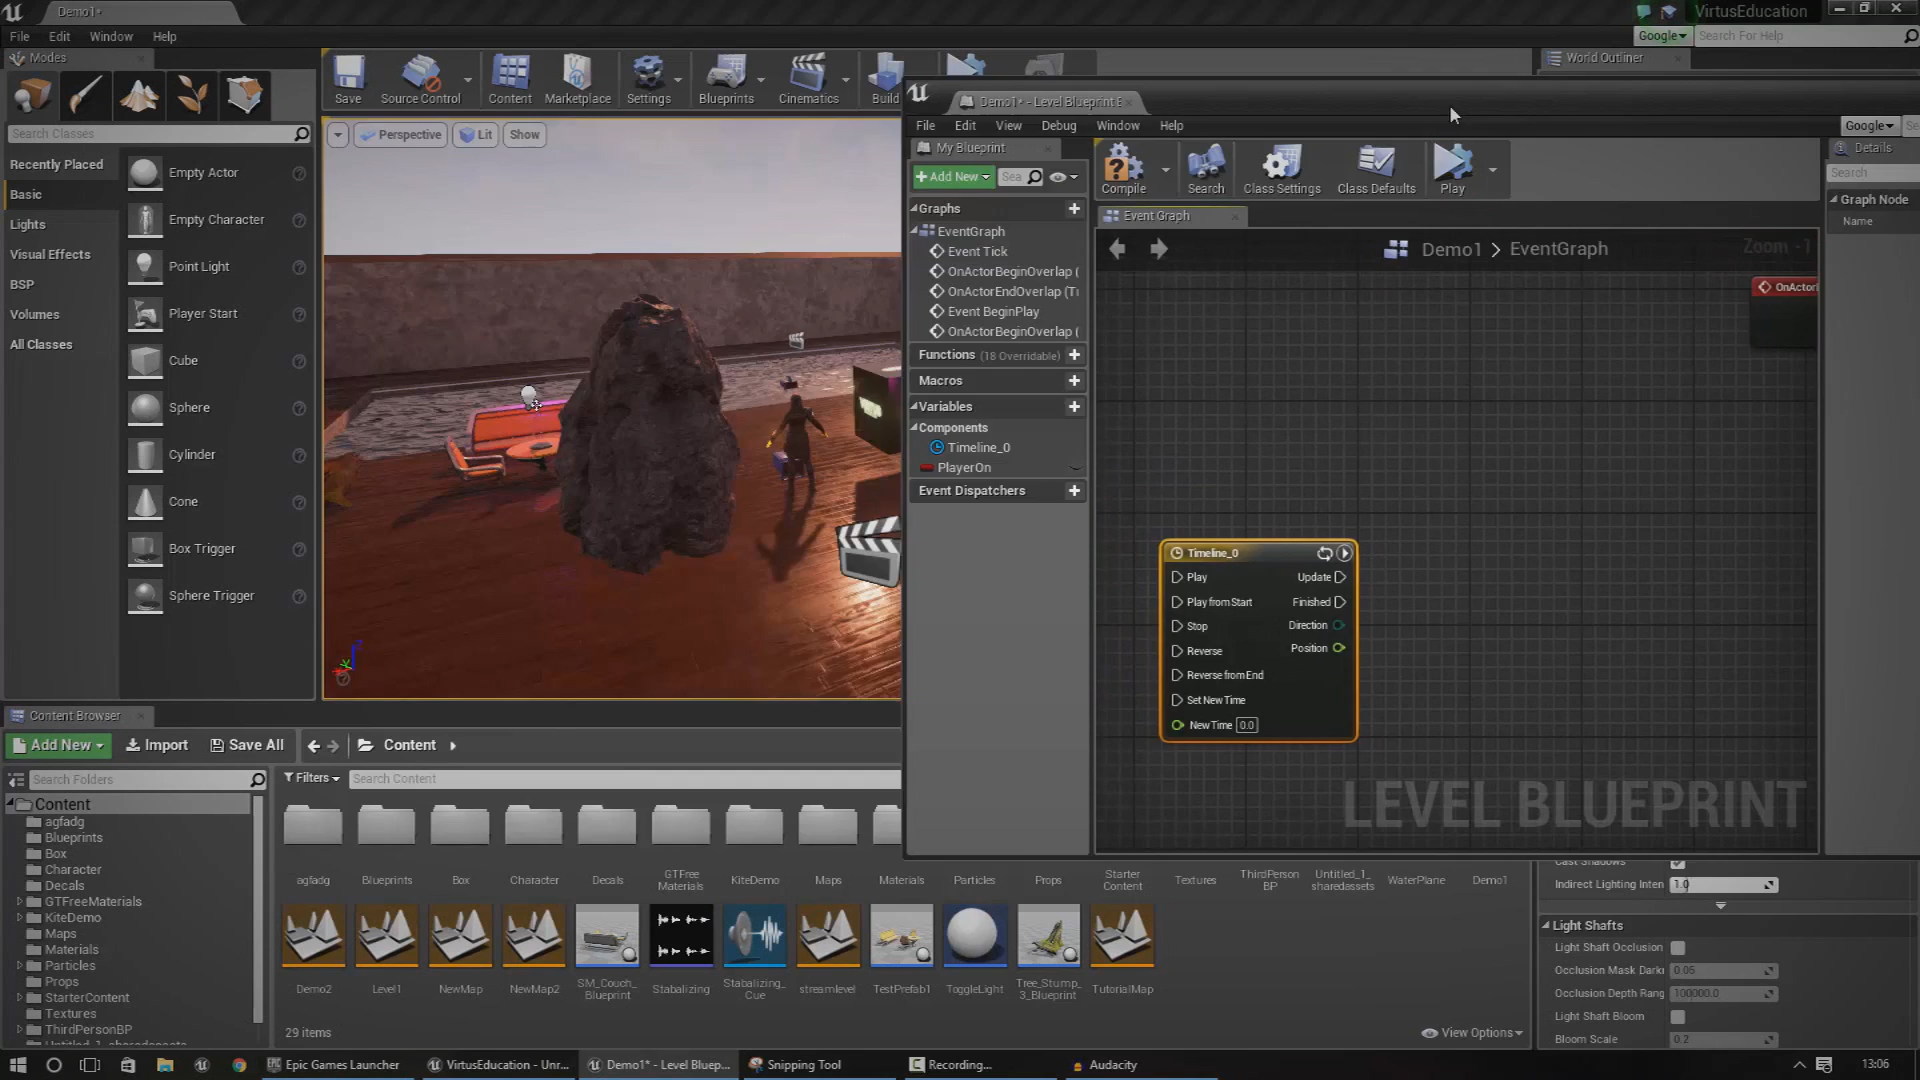 Demo1*
VirtusEducation
File Edit Window Help
Google
Search For Help
Modes
World Outliner
Save
Source Control
Content
Marketplace
Settings
Blueprints
Cinematics
Build
Search Classes
Perspective
Lit
Show
Recently Placed
Basic
Lights
Visual Effects
BSP
Volumes
All Classes
Empty Actor
Empty Character
Point Light
Player Start
Cube
Sphere
Cylinder
Cone
Box Trigger
Sphere Trigger
Demo1* - Level Blueprint E
File Edit View Debug Window Help
Google
Se
My Blueprint
Details
Add New
Sea
Compile
Search
Class Settings
Class Defaults
Play
Search
Graphs
EventGraph
Event Tick
OnActorBeginOverlap (
OnActorEndOverlap (Tr
Event BeginPlay
OnActorBeginOverlap (
Functions (18 Overridable)
Macros
Variables
Components
Timeline_0
PlayerOn
Event Dispatchers
Event Graph
Graph Node
Name
Demo1 > EventGraph
Zoom -1
OnActor
Timeline_0
Play
Update
Play from Start
Finished
Stop
Direction
Reverse
Position
Reverse from End
Set New Time
New Time 0.0
LEVEL BLUEPRINT
Content Browser
Add New
Import
Save All
Content
Search Folders
Filters
Search Content
Content
agfadg
Blueprints
Box
Character
Decals
GTFreeMaterials
KiteDemo
Maps
Materials
Particles
Props
StarterContent
Textures
ThirdPersonBP
Untitled_1_sharedassets
agfadg
Blueprints
Box
Character
Decals
GTFree
Materials
KiteDemo
Maps
Materials
Particles
Props
Starter
Content
Textures
ThirdPerson
BP
Untitled_1_
sharedassets
WaterPlane
Demo1
Demo2
Level1
NewMap
NewMap2
SM_Couch_
Blueprint
Stabalizing
Stabalizing_
Cue
streamlevel
TestPrefab1
ToggleLight
Tree_Stump_
3_Blueprint
TutorialMap
29 items
View Options
Cast Shadows
Indirect Lighting Inten 1.0
Light Shafts
Light Shaft Occlusion
Occlusion Mask Darkn 0.05
Occlusion Depth Rang 100000.0
Light Shaft Bloom
Bloom Scale 0.2
Epic Games Launcher
VirtusEducation - Unr...
Demo1* - Level Bluep...
Snipping Tool
Recording...
Audacity
13:06